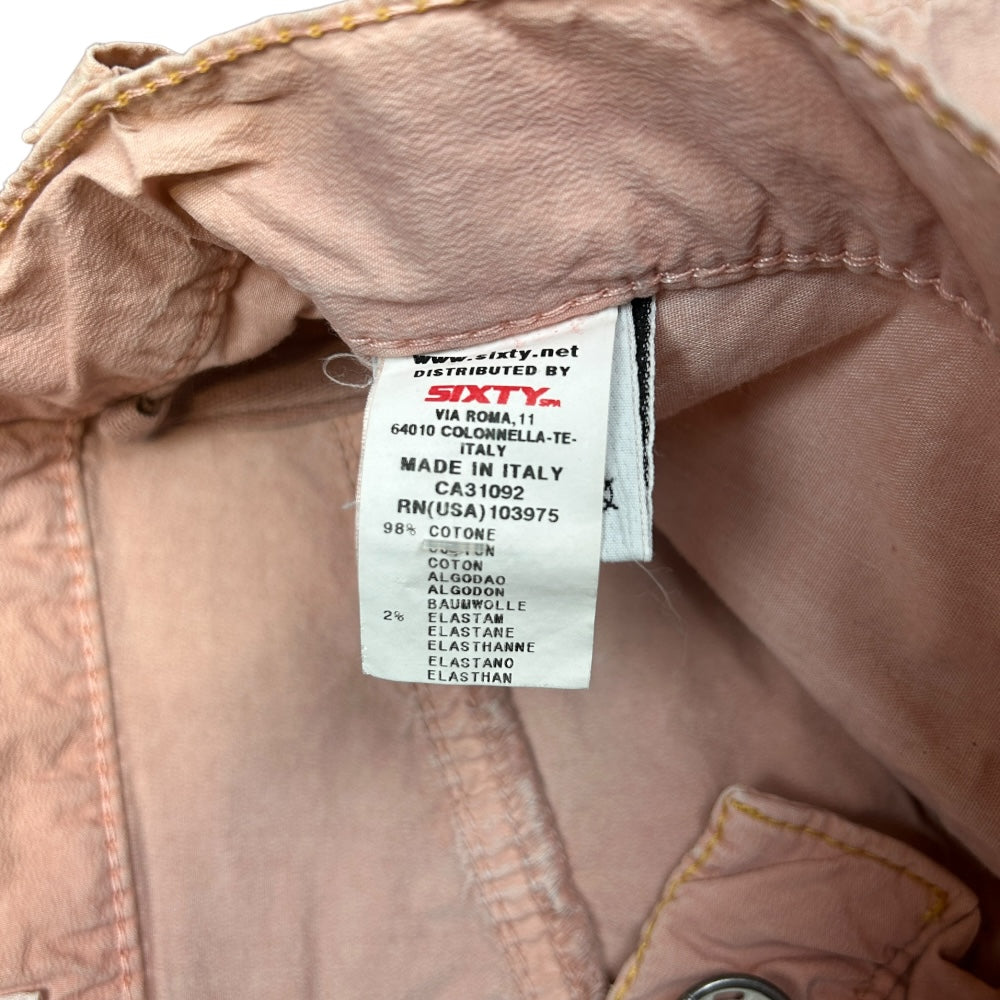 www.sixty.net
DISTRIBUTED BY
SIXTY SPA
VIA ROMA,11
64010 COLONNELLA-TE-
ITALY
MADE IN ITALY
CA31092
RN(USA)103975
98% COTONE
COTON
ALGODAO
ALGODON
BAUMWOLLE
2% ELASTAM
ELASTANE
ELASTHANNE
ELASTANO
ELASTHAN